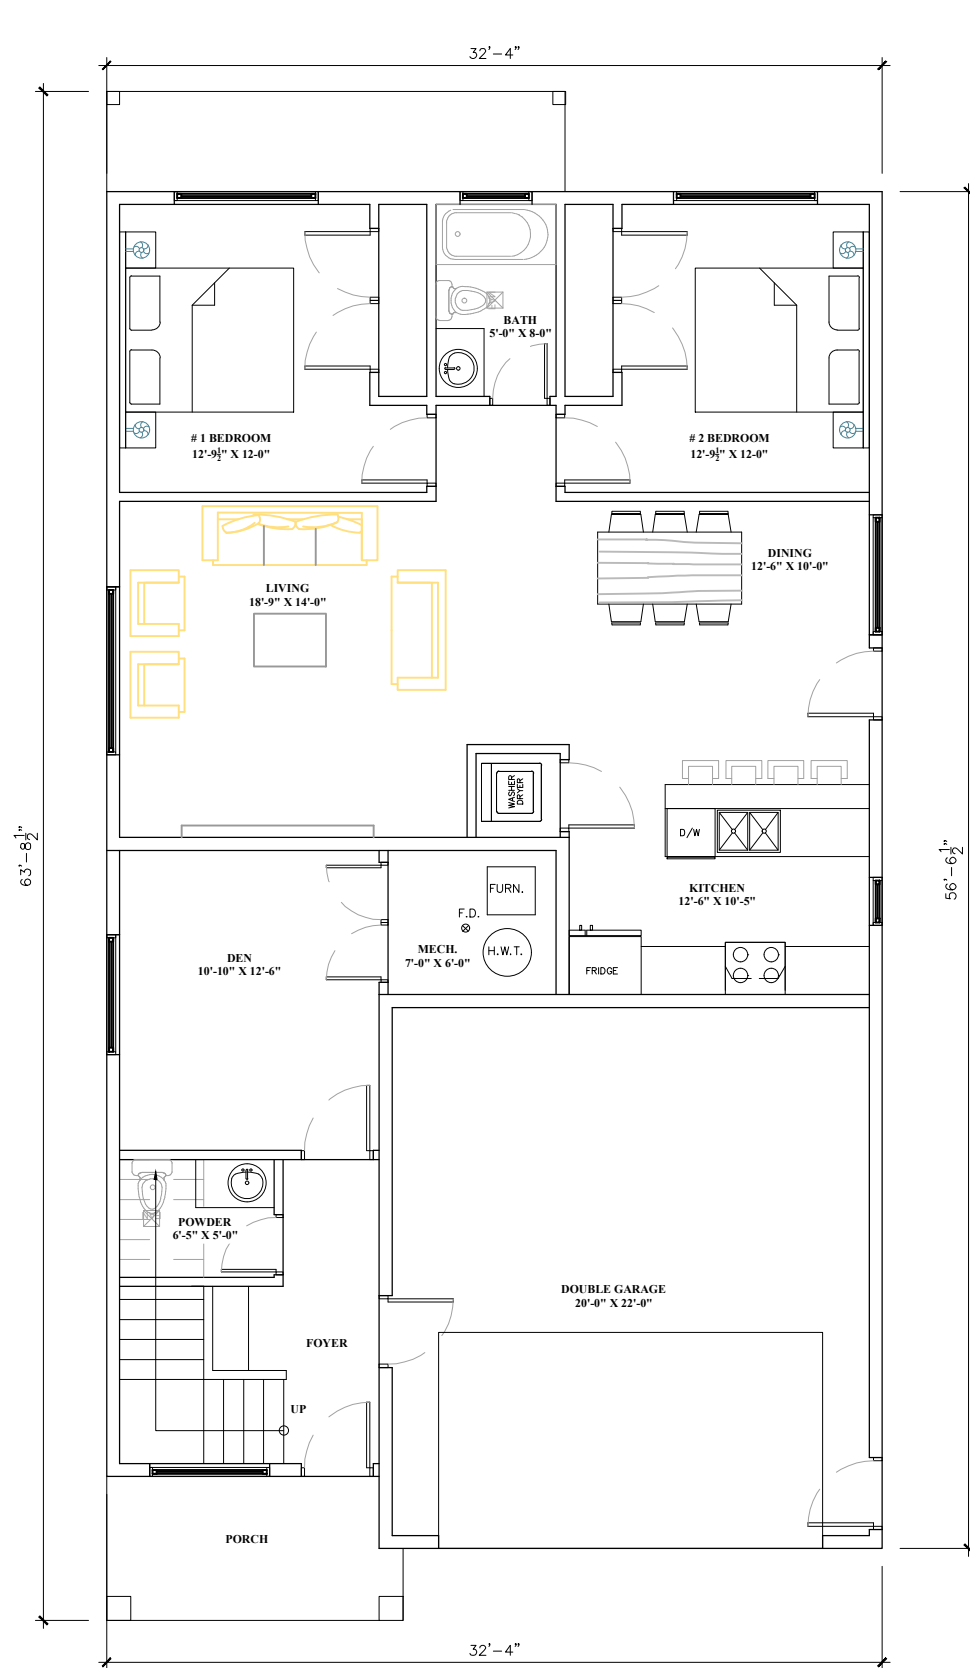 32'-4"
BATH
5'-0" X 8-0"
# 1 BEDROOM
12'-9½" X 12-0"
# 2 BEDROOM
12'-9½" X 12-0"
DINING
12'-6" X 10'-0"
LIVING
18'-9" X 14'-0"
WASHER
DRYER
D/W
63'-8½"
56'-6½"
KITCHEN
12'-6" X 10'-5"
FURN.
F.D.
MECH.
7'-0" X 6'-0"
H.W.T.
DEN
10'-10" X 12'-6"
FRIDGE
POWDER
6'-5" X 5'-0"
DOUBLE GARAGE
20'-0" X 22'-0"
FOYER
UP
PORCH
32'-4"